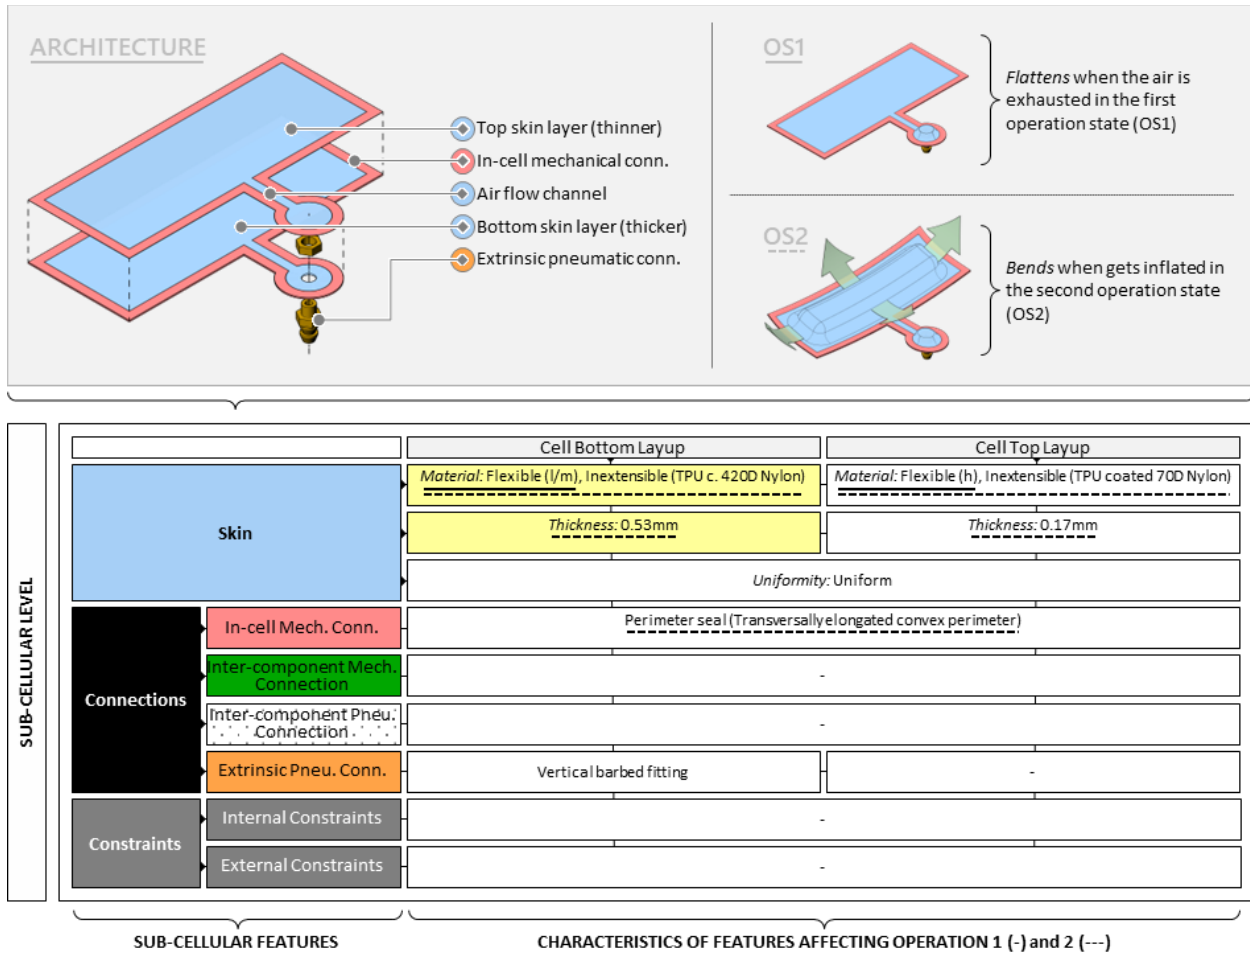 ARCHITECTURE
Top skin layer (thinner)
In-cell mechanical conn.
Air flow channel
Bottom skin layer (thicker)
Extrinsic pneumatic conn.
OS1
Flattens when the air is
exhausted in the first
operation state (OS1)
OS2
Bends when gets inflated in
the second operation state
(OS2)
SUB-CELLULAR LEVEL
Cell Bottom Layup
Cell Top Layup
Skin
Material: Flexible (l/m), Inextensible (TPU c. 420D Nylon)
Material: Flexible (h), Inextensible (TPU coated 70D Nylon)
Thickness: 0.53mm
Thickness: 0.17mm
Uniformity: Uniform
Connections
In-cell Mech. Conn.
Perimeter seal (Transversally elongated convex perimeter)
Inter-component Mech.
Connection
-
Inter-component Pneu.
Connection
-
Extrinsic Pneu. Conn.
Vertical barbed fitting
-
Constraints
Internal Constraints
-
External Constraints
-
SUB-CELLULAR FEATURES
CHARACTERISTICS OF FEATURES AFFECTING OPERATION 1 (-) and 2 (---)